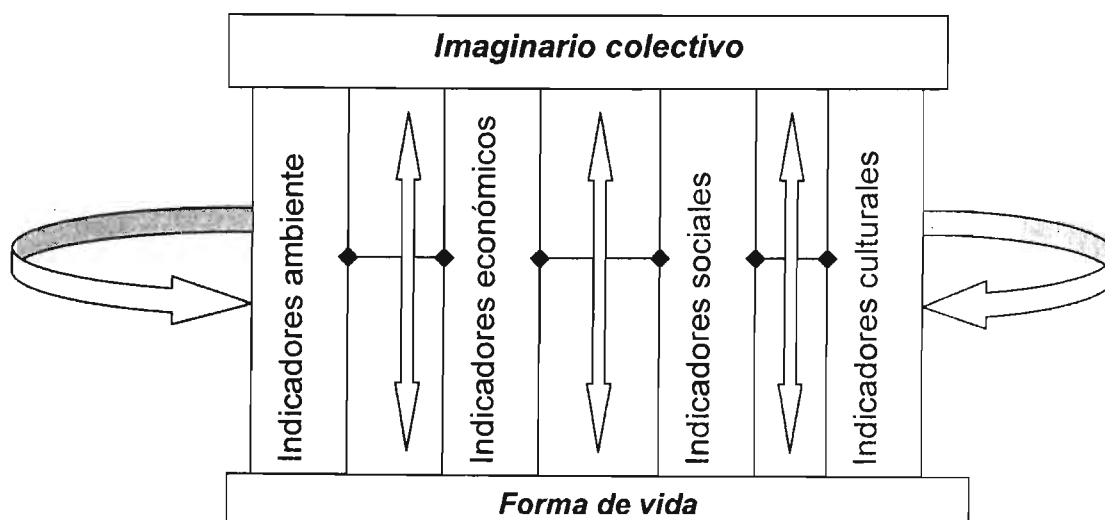 Imaginario colectivo
Indicadores ambiente
Indicadores económicos
Indicadores sociales
Indicadores culturales
Forma de vida